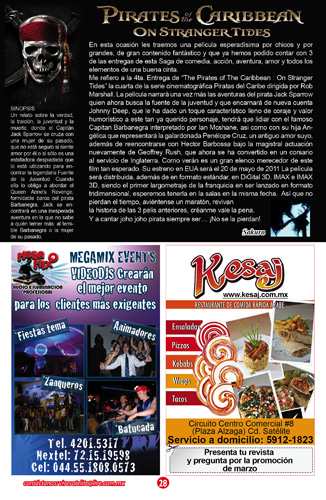 PIRATES of the CARIBBEAN
ON STRANGER TIDES
En esta ocasión les traemos una película esperadísima por chicos y por
grandes, de gran contenido fantástico y que ya hemos podido contar con 3
de las entregas de esta Saga de comedia, acción, aventura, amor y todos los
elementos de una buena cinta.
Me refiero a la 4ta. Entrega de "The Pirates of The Caribbean : On Stranger
Tides" la cuarta de la serie cinematográfica Piratas del Caribe dirigida por Rob
Marshall. La película narrará una vez más las aventuras del pirata Jack Sparrow
quien ahora busca la fuente de la juventud y que encarnará de nueva cuenta
Johnny Deep, que le ha dado un toque característico lleno de coraje y valor
humorístico a este tan ya querido personaje, tendrá que lidiar con el famoso
Capitan Barbanegra interpretado por Ian Moshane, asi como con su hija An-
gélica que representará la galardonada Penélope Cruz, un antiguo amor suyo,
además de reencontrarse con Hector Barbossa bajo la magistral actuación
nuevamente de Geoffrey Rush, que ahora se ha convertido en un corsario
al servicio de Inglaterra. Como verán es un gran elenco merecedor de este
film tan esperado. Su estreno en EUA será el 20 de mayo de 2011 La película
será distribuida, además de en formato estándar, en DiGital 3D, IMAX e IMAX
3D, siendo el primer largometraje de la franquicia en ser lanzado en formato
tridimensional. esperemos tenerla en la salas en la misma fecha. Así que no
pierdan el tiempo, aviéntense un maratón, revivan
la historia de las 3 pelis anteriores, créanme vale la pena.
Y a cantar joho joho pirata siempre ser… ¡No se la pierdan!
Sakura
SINOPSIS
Un relato sobre la verdad,
la traición, la juventud y la
muerte, donde el Capitán
Jack Sparrow se cruza con
una mujer de su pasado,
que no está seguro si siente
amor por él o si sólo es una
estafadora despiadada que
lo está utilizando para en-
contrar la legendaria Fuente
de la Juventud. Cuando
ella lo obliga a abordar el
Queen Anne's Revenge,
formidable barco del pirata
Barbanegra, Jack se en-
contrará en una inesperada
aventura en la que no sabe
a quién temer más: al terri-
ble Barbanegra o la mujer
de su pasado.
AUDIO E ILUMINACION
PROFESIONAL
MEGAMIX EVENTS
VIDEODJs Crearán
el mejor evento
para los clientes más exigentes
Fiestas tema
Animadores
Zanqueros
Batucada
Tel. 4201.5317
Nextel: 72.15.19598
Cel: 044.55.1808.0573
Kesaj
www.kesaj.com.mx
RESTAURANTE DE COMIDA RAPIDA ARABE
Ensaladas
Pizzas
Kebabs
Wings
Tacos
Circuito Centro Comercial #8
(Plaza Alzaga) Cd. Satélite
Servicio a domicilio: 5912-1823
Presenta tu revista
y pregunta por la promoción
de marzo
28